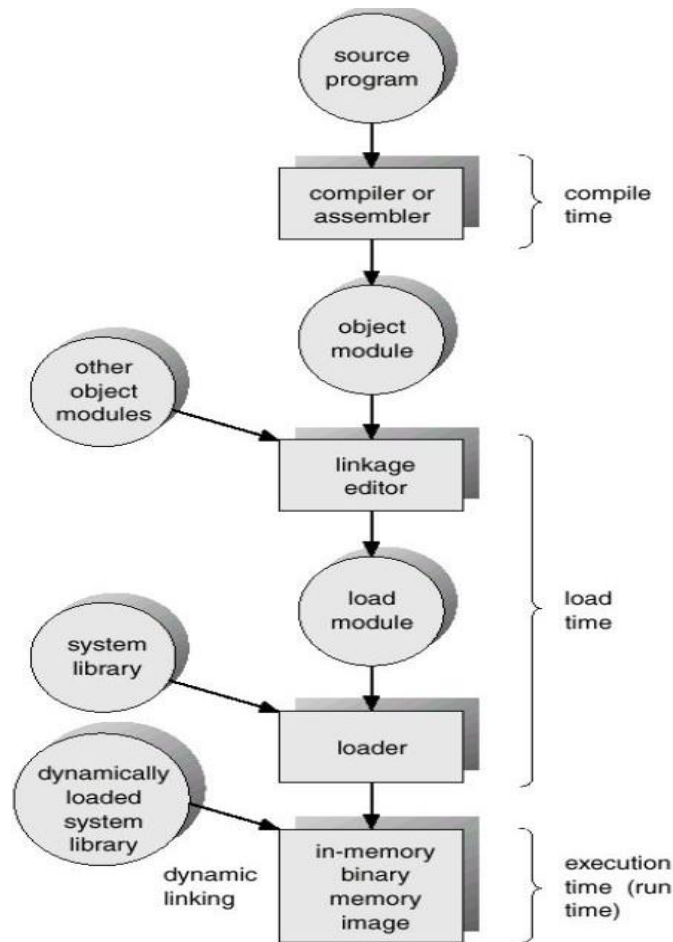 source
program
compiler or
assembler
compile
time
object
module
other
object
modules
linkage
editor
load
module
load
time
system
library
loader
dynamically
loaded
system
library
dynamic
linking
in-memory
binary
memory
image
execution
time (run
time)